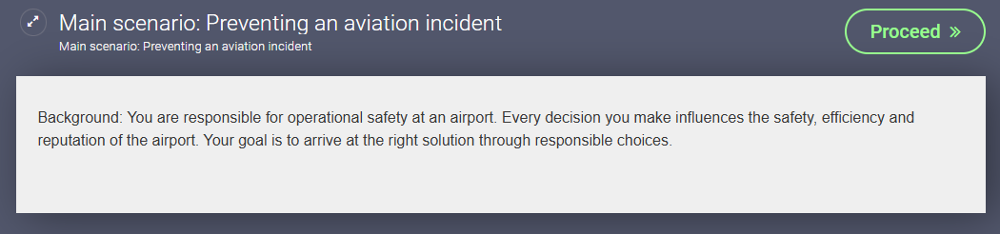 Main scenario: Preventing an aviation incident
Main scenario: Preventing an aviation incident
Proceed »
Background: You are responsible for operational safety at an airport. Every decision you make influences the safety, efficiency and
reputation of the airport. Your goal is to arrive at the right solution through responsible choices.